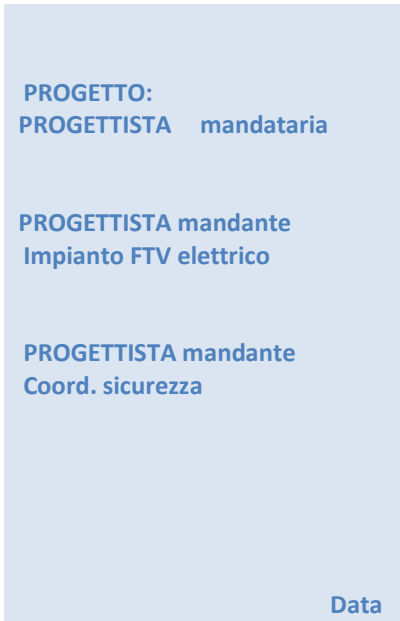 PROGETTO:
PROGETTISTA mandataria
PROGETTISTA mandante
Impianto FTV elettrico
PROGETTISTA mandante
Coord. sicurezza
Data